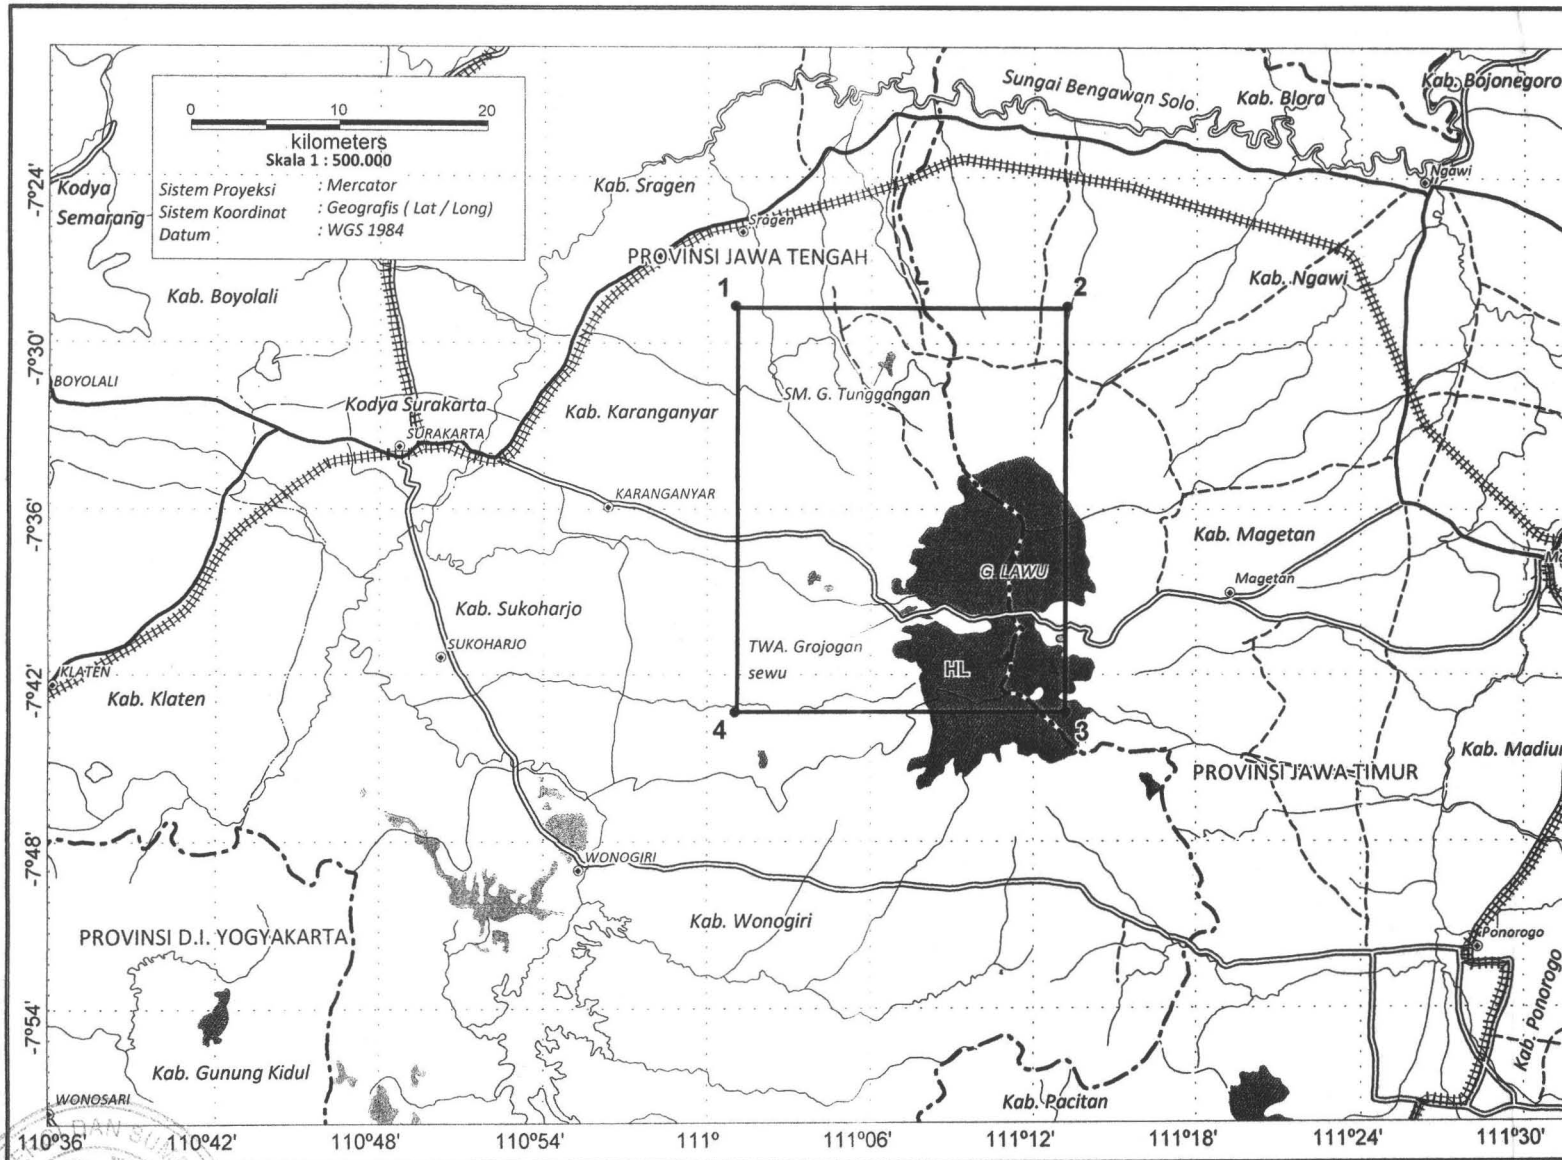 Sungai Bengawan Solo
Kab. Blora
Kab. Bojonegoro
0 10 20
kilometers
Skala 1 : 500.000
Sistem Proyeksi : Mercator
Sistem Koordinat : Geografis ( Lat / Long)
Datum : WGS 1984
-7°24'
Kodya
Semarang
Kab. Sragen
Ngawi
Sragen
PROVINSI JAWA TENGAH
Kab. Boyolali
Kab. Ngawi
1
2
-7°30'
BOYOLALI
Kodya Surakarta
SURAKARTA
Kab. Karanganyar
SM. G. Tunggangan
-7°36'
KARANGANYAR
Kab. Magetan
G. LAWU
Magetan
Kab. Sukoharjo
SUKOHARJO
TWA. Grojogan
sewu
HL
-7°42'
KLATEN
Kab. Klaten
4
3
Kab. Madiun
PROVINSI JAWA TIMUR
-7°48'
WONOGIRI
Kab. Wonogiri
PROVINSI D.I. YOGYAKARTA
Ponorogo
Kab. Ponorogo
-7°54'
Kab. Gunung Kidul
Kab. Pacitan
WONOSARI
110°36' 110°42' 110°48' 110°54' 111° 111°06' 111°12' 111°18' 111°24' 111°30'